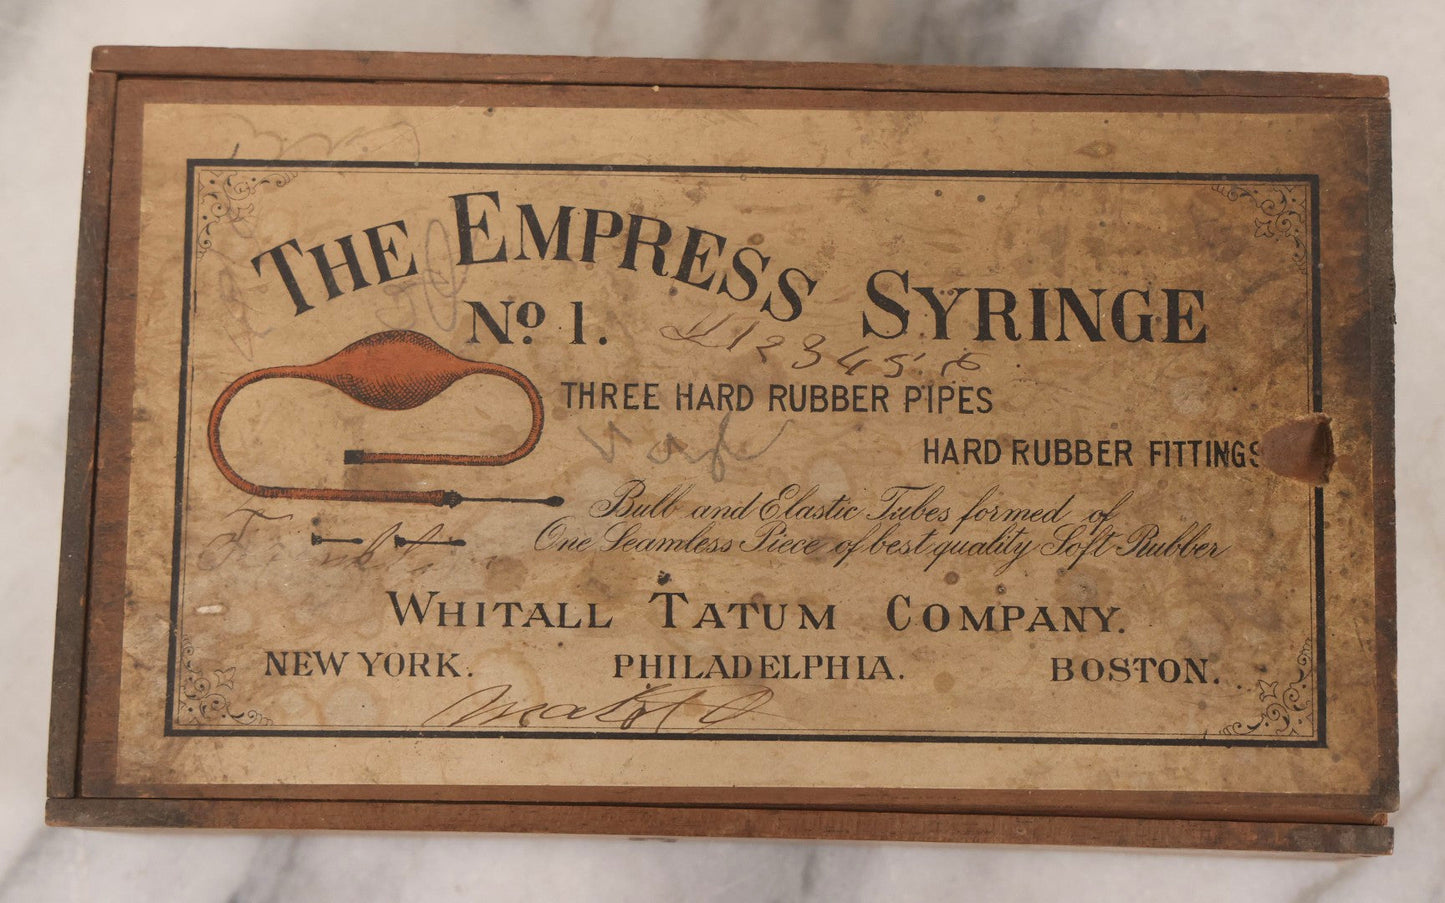 THE EMPRESS SYRINGE
No. 1.
12345
THREE HARD RUBBER PIPES
HARD RUBBER FITTINGS
Bulb and Elastic Tubes formed of
One Seamless Piece of best quality Soft Rubber
WHITALL TATUM COMPANY.
NEW YORK. PHILADELPHIA. BOSTON.